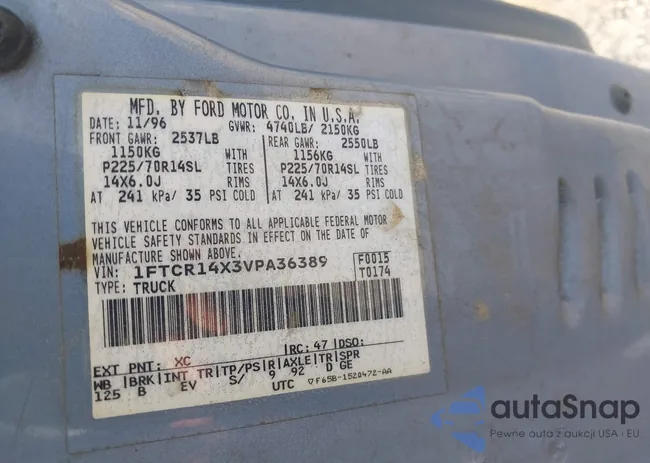 MFD. BY FORD MOTOR CO. IN U.S.A.
DATE: 11/96 GVWR: 4740LB/ 2150KG
FRONT GAWR: 2537LB REAR GAWR: 2550LB
1150KG WITH 1156KG WITH
P225/70R14SL TIRES P225/70R14SL TIRES
14X6.0J RIMS 14X6.0J RIMS
AT 241 kPa/ 35 PSI COLD AT 241 kPa/ 35 PSI COLD
THIS VEHICLE CONFORMS TO ALL APPLICABLE FEDERAL MOTOR
VEHICLE SAFETY STANDARDS IN EFFECT ON THE DATE OF
MANUFACTURE SHOWN ABOVE.
VIN: 1FTCR14X3VPA36389 F0015
TYPE: TRUCK T0174
EXT PNT: XC RC: 47 DSO:
WB BRK INT TR TP/PS R AXLE TR SPR
125 B EV S/ 9 92 D GE
UTC ▽F65B-1520472-AA
autaSnap
Pewne auta z aukcji USA i EU